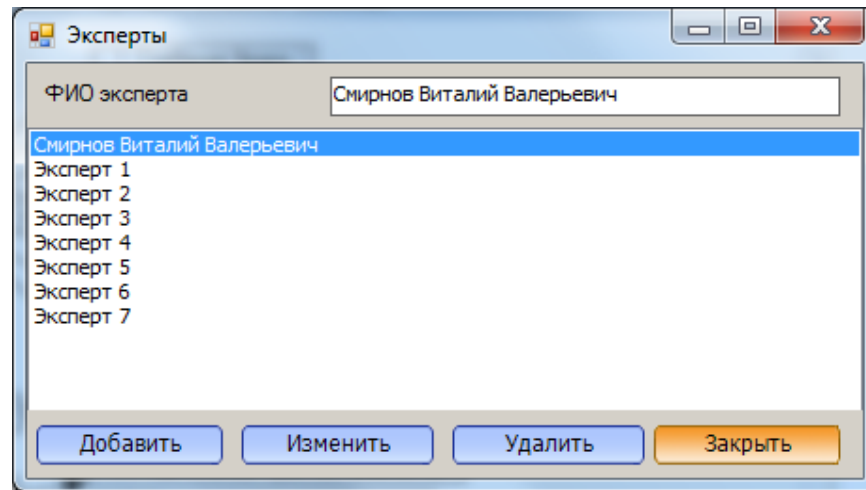 Эксперты
ФИО эксперта Смирнов Виталий Валерьевич
Смирнов Виталий Валерьевич
Эксперт 1
Эксперт 2
Эксперт 3
Эксперт 4
Эксперт 5
Эксперт 6
Эксперт 7
Добавить Изменить Удалить Закрыть